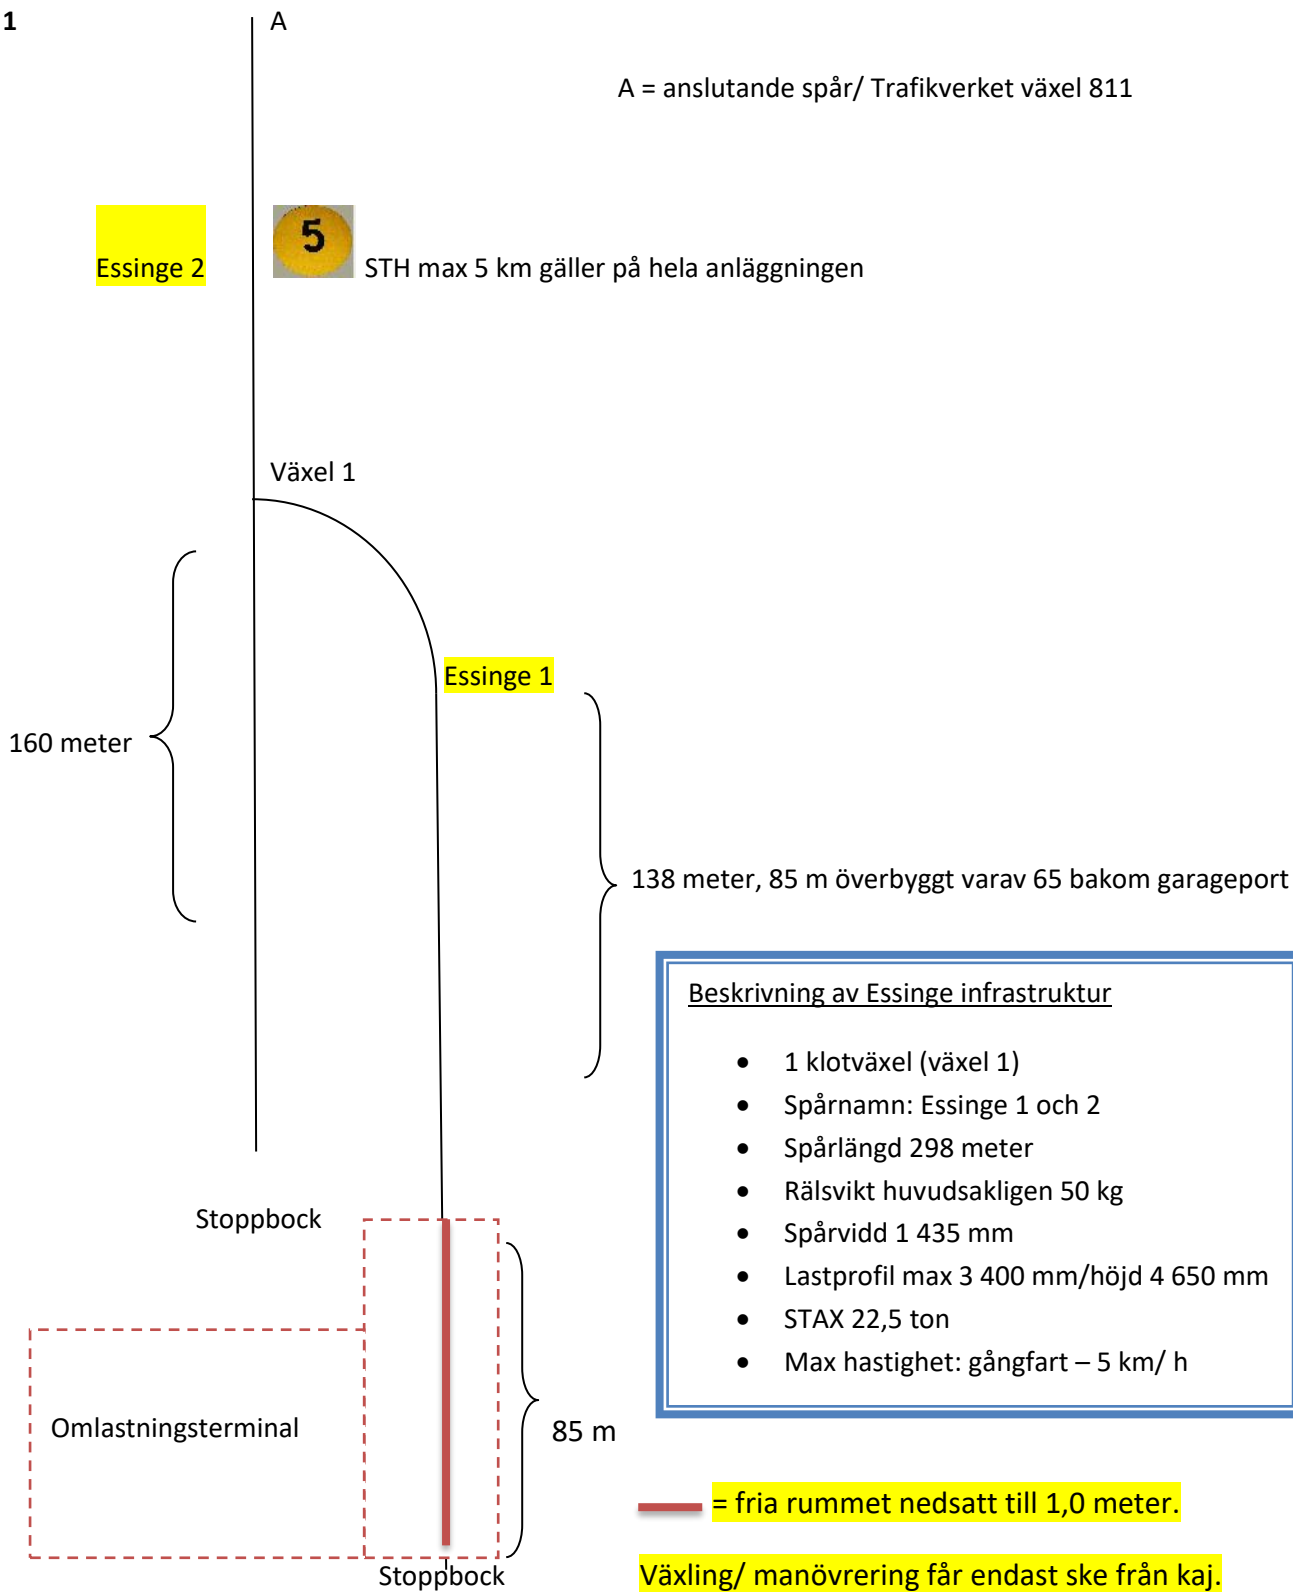 1
A
A = anslutande spår/ Trafikverket växel 811
5
Essinge 2
STH max 5 km gäller på hela anläggningen
Växel 1
Essinge 1
160 meter
138 meter, 85 m överbyggt varav 65 bakom garageport
Beskrivning av Essinge infrastruktur
• 1 klotväxel (växel 1)
• Spårnamn: Essinge 1 och 2
• Spårlängd 298 meter
• Rälsvikt huvudsakligen 50 kg
• Spårvidd 1 435 mm
• Lastprofil max 3 400 mm/höjd 4 650 mm
• STAX 22,5 ton
• Max hastighet: gångfart – 5 km/ h
Stoppbock
Omlastningsterminal
85 m
= fria rummet nedsatt till 1,0 meter.
Stoppbock
Växling/ manövrering får endast ske från kaj.